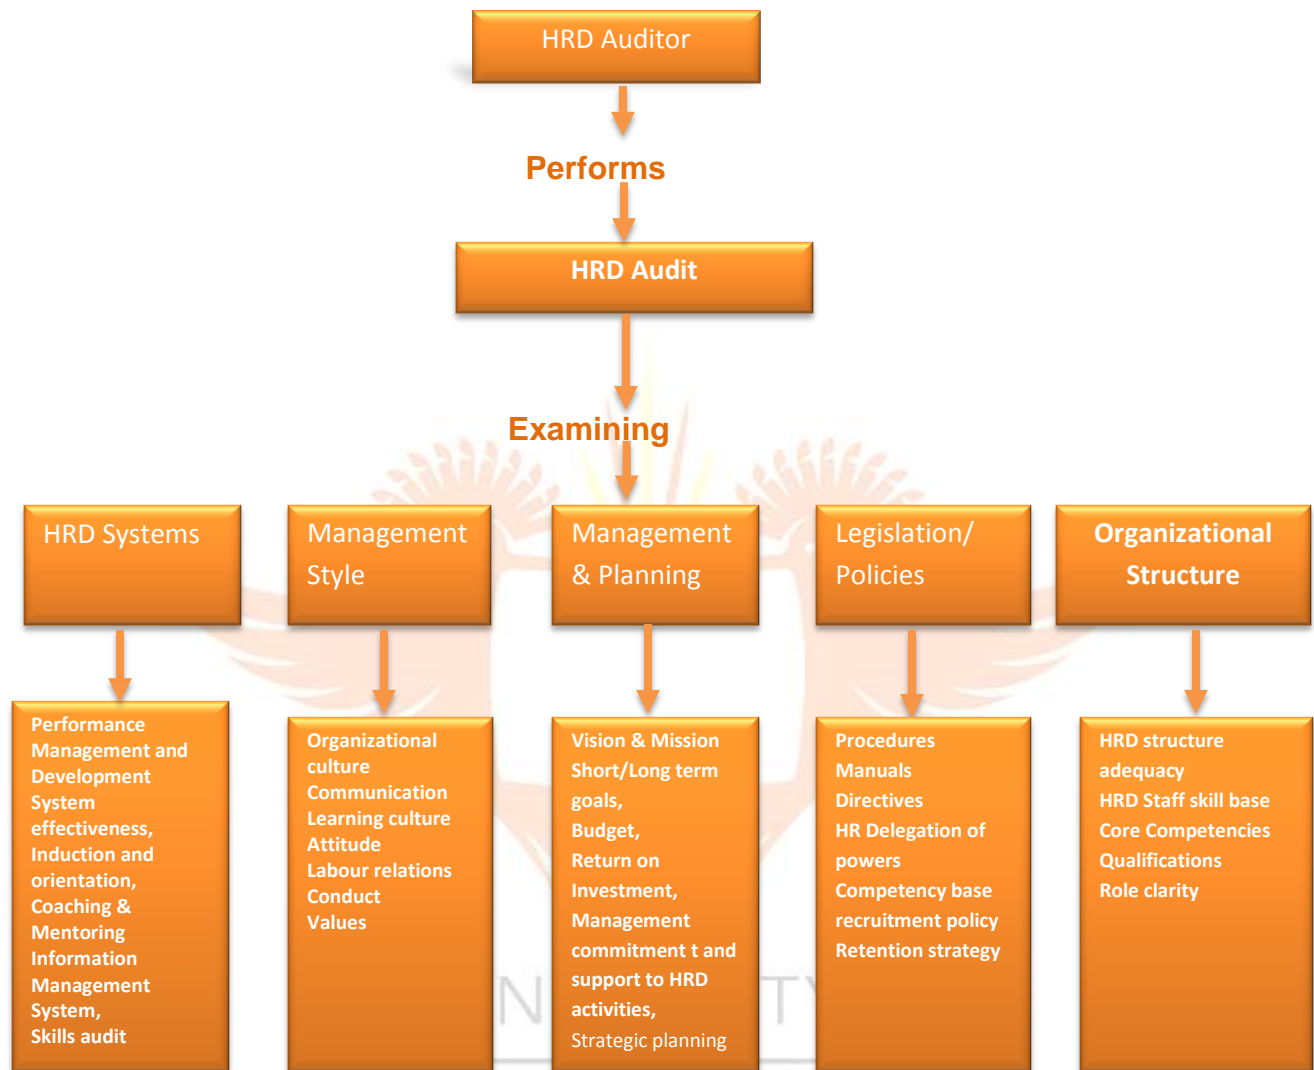 HRD Auditor
Performs
HRD Audit
Examining
HRD Systems
Management
Style
Management
& Planning
Legislation/
Policies
Organizational
Structure
Performance
Management and
Development
System
effectiveness,
Induction and
orientation,
Coaching &
Mentoring
Information
Management
System,
Skills audit
Organizational
culture
Communication
Learning culture
Attitude
Labour relations
Conduct
Values
Vision & Mission
Short/Long term
goals,
Budget,
Return on
Investment,
Management
commitment t and
support to HRD
activities,
Strategic planning
Procedures
Manuals
Directives
HR Delegation of
powers
Competency base
recruitment policy
Retention strategy
HRD structure
adequacy
HRD Staff skill base
Core Competencies
Qualifications
Role clarity